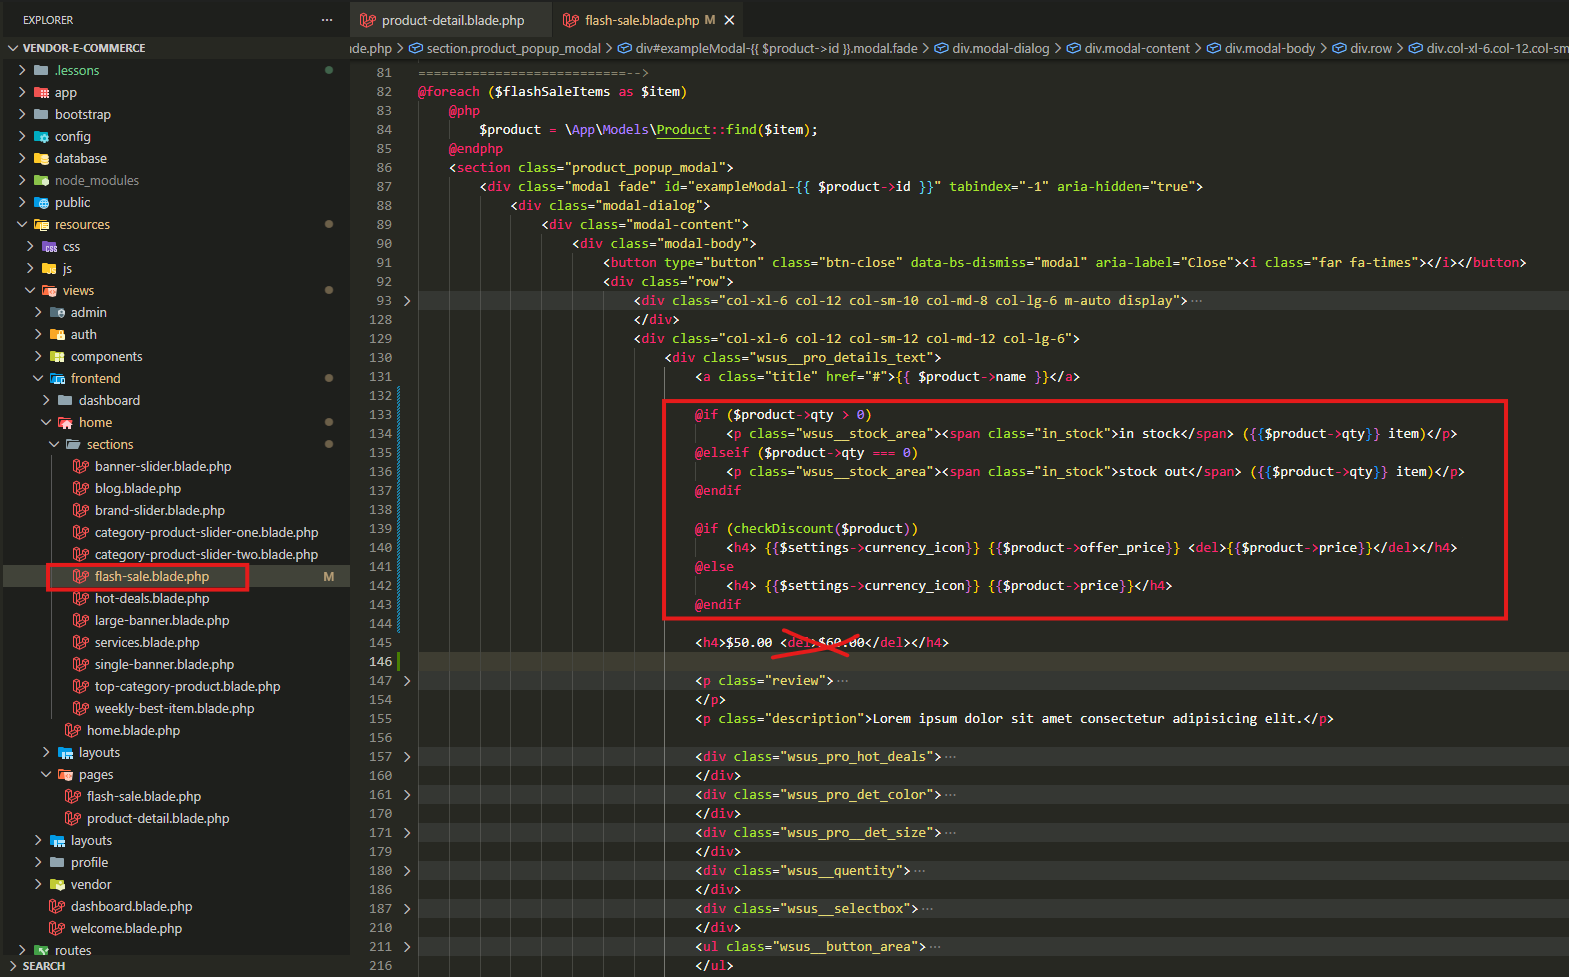 EXPLORER
···
VENDOR-E-COMMERCE
.lessons
app
bootstrap
config
database
node_modules
public
resources
css
js
views
admin
auth
components
frontend
dashboard
home
sections
banner-slider.blade.php
blog.blade.php
brand-slider.blade.php
category-product-slider-one.blade.php
category-product-slider-two.blade.php
flash-sale.blade.php M
hot-deals.blade.php
large-banner.blade.php
services.blade.php
single-banner.blade.php
top-category-product.blade.php
weekly-best-item.blade.php
home.blade.php
layouts
pages
flash-sale.blade.php
product-detail.blade.php
layouts
profile
vendor
dashboard.blade.php
welcome.blade.php
routes
SEARCH
product-detail.blade.php
flash-sale.blade.php M ×
de.php > section.product_popup_modal > div#exampleModal-{{ $product->id }}.modal.fade > div.modal-dialog > div.modal-content > div.modal-body > div.row > div.col-xl-6.col-12.col-sm
81 ===========================-->
82 @foreach ($flashSaleItems as $item)
83 @php
84 $product = \App\Models\Product::find($item);
85 @endphp
86 <section class="product_popup_modal">
87 <div class="modal fade" id="exampleModal-{{ $product->id }}" tabindex="-1" aria-hidden="true">
88 <div class="modal-dialog">
89 <div class="modal-content">
90 <div class="modal-body">
91 <button type="button" class="btn-close" data-bs-dismiss="modal" aria-label="Close"><i class="far fa-times"></i></button>
92 <div class="row">
93 <div class="col-xl-6 col-12 col-sm-10 col-md-8 col-lg-6 m-auto display">···
128 </div>
129 <div class="col-xl-6 col-12 col-sm-12 col-md-12 col-lg-6">
130 <div class="wsus__pro_details_text">
131 <a class="title" href="#">{{ $product->name }}</a>
132
133 @if ($product->qty > 0)
134 <p class="wsus__stock_area"><span class="in_stock">in stock</span> ({{$product->qty}} item)</p>
135 @elseif ($product->qty === 0)
136 <p class="wsus__stock_area"><span class="in_stock">stock out</span> ({{$product->qty}} item)</p>
137 @endif
138
139 @if (checkDiscount($product))
140 <h4> {{$settings->currency_icon}} {{$product->offer_price}} <del>{{$product->price}}</del></h4>
141 @else
142 <h4> {{$settings->currency_icon}} {{$product->price}}</h4>
143 @endif
144
145 <h4>$50.00 <del>$60.00</del></h4>
146
147 <p class="review">···
154 </p>
155 <p class="description">Lorem ipsum dolor sit amet consectetur adipisicing elit.</p>
156
157 <div class="wsus_pro_hot_deals">···
160 </div>
161 <div class="wsus_pro_det_color">···
170 </div>
171 <div class="wsus_pro__det_size">···
179 </div>
180 <div class="wsus__quentity">···
186 </div>
187 <div class="wsus__selectbox">···
210 </div>
211 <ul class="wsus__button_area">···
216 </ul>